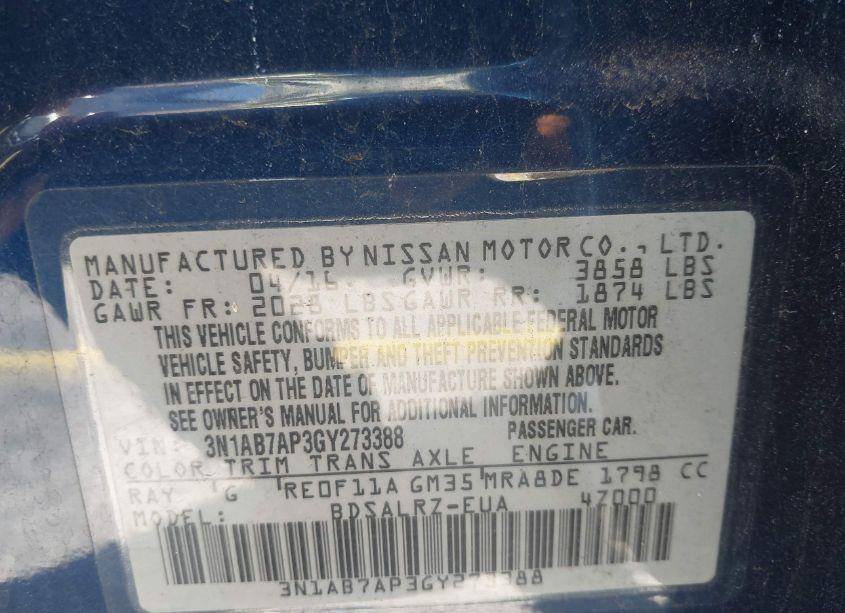 MANUFACTURED BY NISSAN MOTOR CO., LTD.
DATE: 04/16 GVWR: 3858 LBS
GAWR FR: 2028 LBS GAWR RR: 1874 LBS
THIS VEHICLE CONFORMS TO ALL APPLICABLE FEDERAL MOTOR
VEHICLE SAFETY, BUMPER AND THEFT PREVENTION STANDARDS
IN EFFECT ON THE DATE OF MANUFACTURE SHOWN ABOVE.
SEE OWNER'S MANUAL FOR ADDITIONAL INFORMATION.
VIN: 3N1AB7AP3GY273388 PASSENGER CAR.
COLOR TRIM TRANS AXLE ENGINE
RAY G RE0F11A GM35 MRA8DE 1798 CC
MODEL: BDSALRZ-EUA 4Z000
3N1AB7AP3GY273388